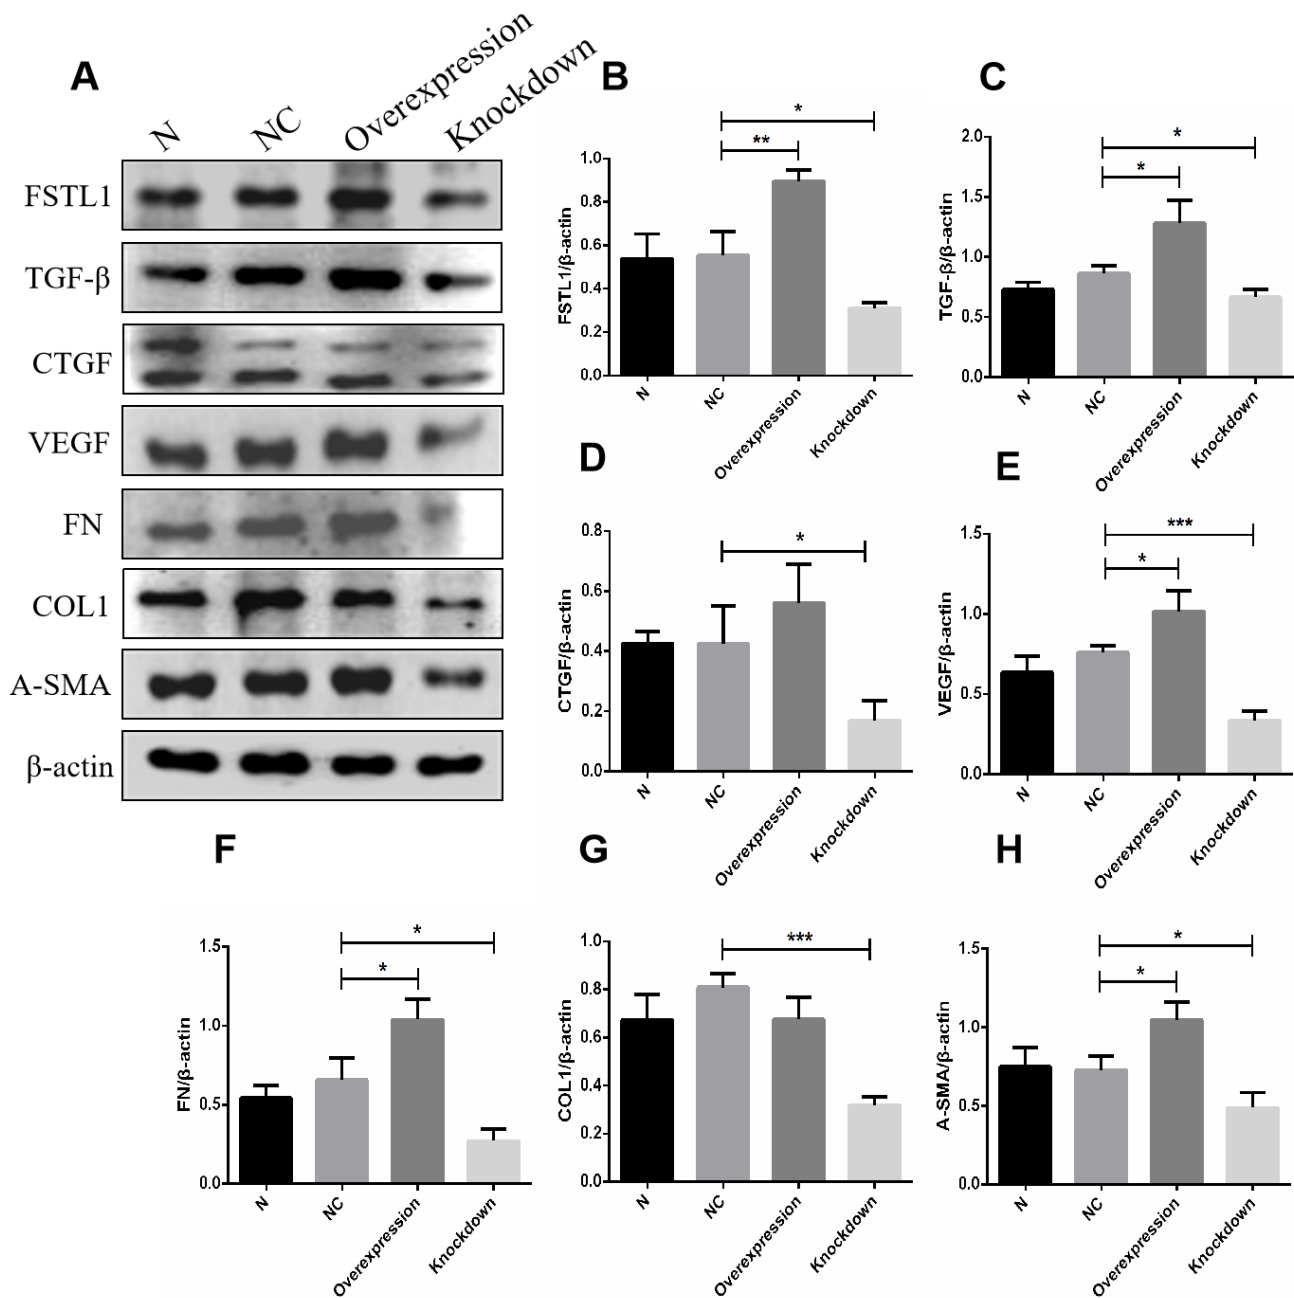 A
N
NC
Overexpression
Knockdown
FSTL1
TGF-β
CTGF
VEGF
FN
COL1
A-SMA
β-actin
B
*
**
FSTL1/β-actin
1.0
0.8
0.6
0.4
0.2
0.0
N
NC
Overexpression
Knockdown
C
*
*
TGF-β/β-actin
2.0
1.5
1.0
0.5
0.0
N
NC
Overexpression
Knockdown
D
*
CTGF/β-actin
0.8
0.6
0.4
0.2
0.0
N
NC
Overexpression
Knockdown
E
***
*
VEGF/β-actin
1.5
1.0
0.5
0.0
N
NC
Overexpression
Knockdown
F
*
*
FN/β-actin
1.5
1.0
0.5
0.0
N
NC
Overexpression
Knockdown
G
***
COL1/β-actin
1.0
0.8
0.6
0.4
0.2
0.0
N
NC
Overexpression
Knockdown
H
*
*
A-SMA/β-actin
1.5
1.0
0.5
0.0
N
NC
Overexpression
Knockdown